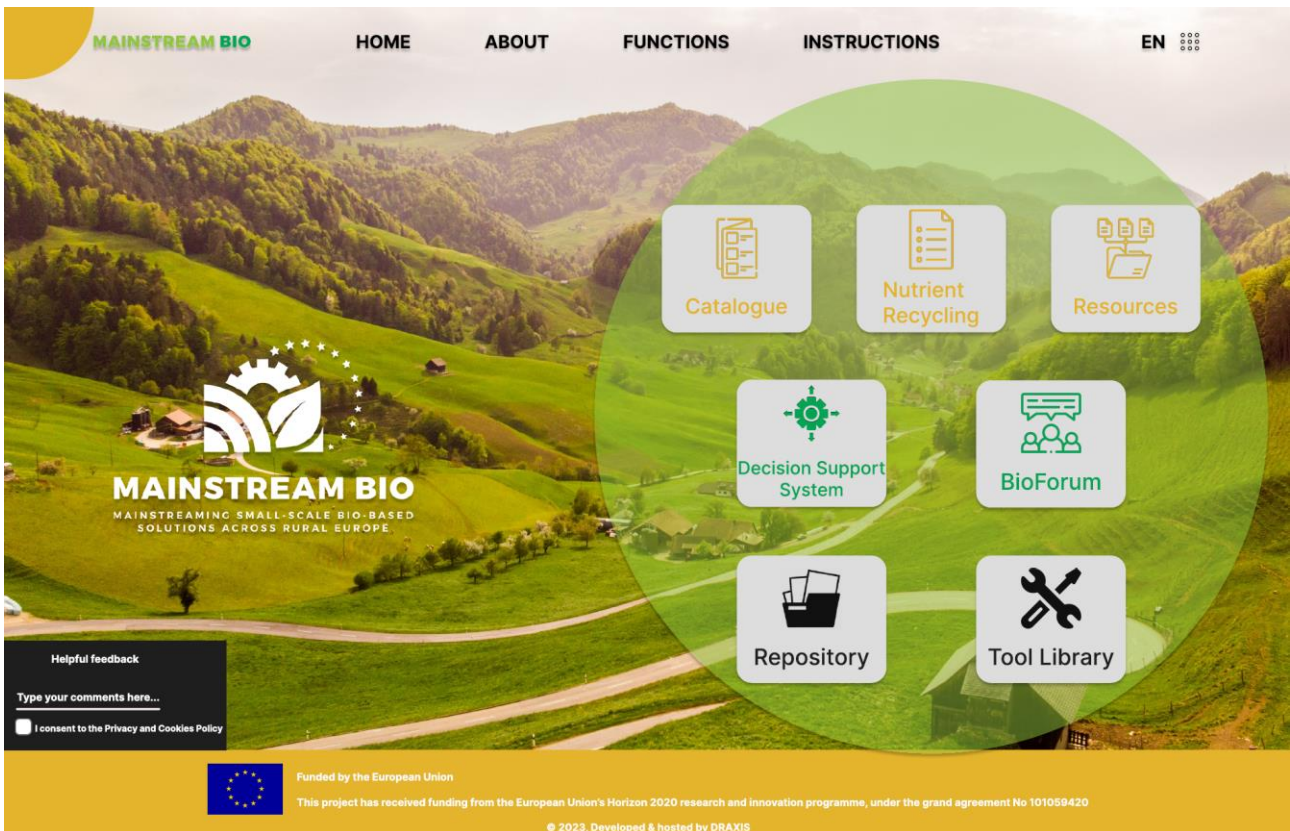 MAINSTREAM BIO
HOME
ABOUT
FUNCTIONS
INSTRUCTIONS
EN
Catalogue
Nutrient
Recycling
Resources
Decision Support
System
BioForum
MAINSTREAM BIO
MAINSTREAMING SMALL-SCALE BIO-BASED
SOLUTIONS ACROSS RURAL EUROPE
Repository
Tool Library
Helpful feedback
Type your comments here...
I consent to the Privacy and Cookies Policy
Funded by the European Union
This project has received funding from the European Union's Horizon 2020 research and innovation programme, under the grand agreement No 101059420
© 2023 Developed & hosted by DRAXIS